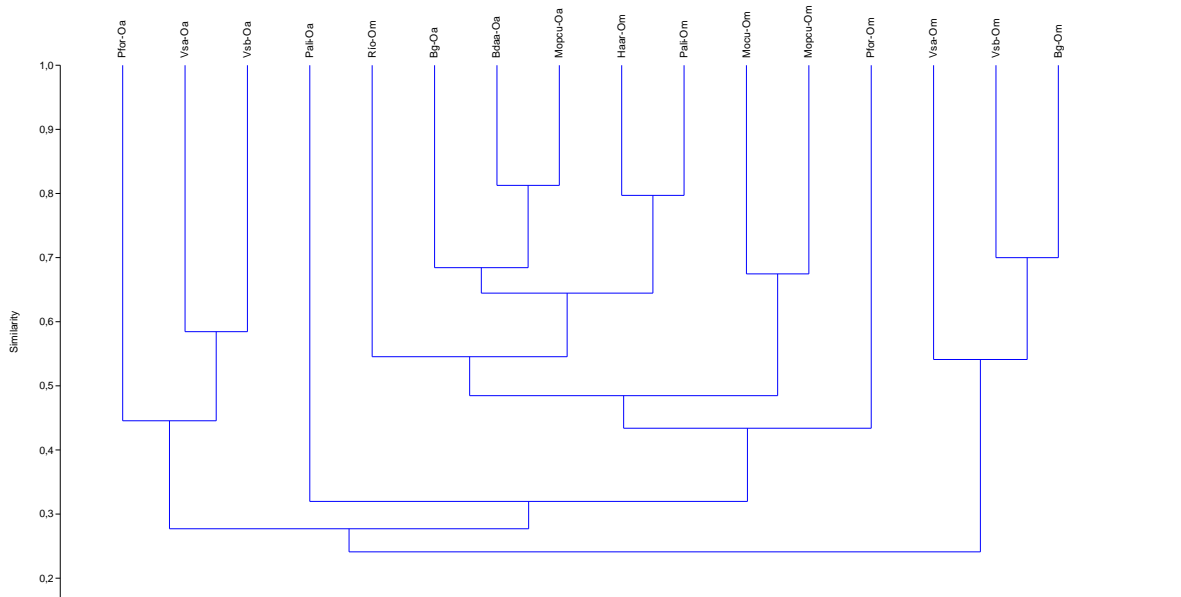 Pfor-Oa
Vsa-Oa
Vsb-Oa
Pali-Oa
Rio-Om
Bg-Oa
Bdaa-Oa
Mopcu-Oa
Haar-Om
Pali-Om
Mocu-Om
Mopcu-Om
Pfor-Om
Vsa-Om
Vsb-Om
Bg-Om
1,0
0,9
0,8
0,7
0,6
0,5
0,4
0,3
0,2
Similarity